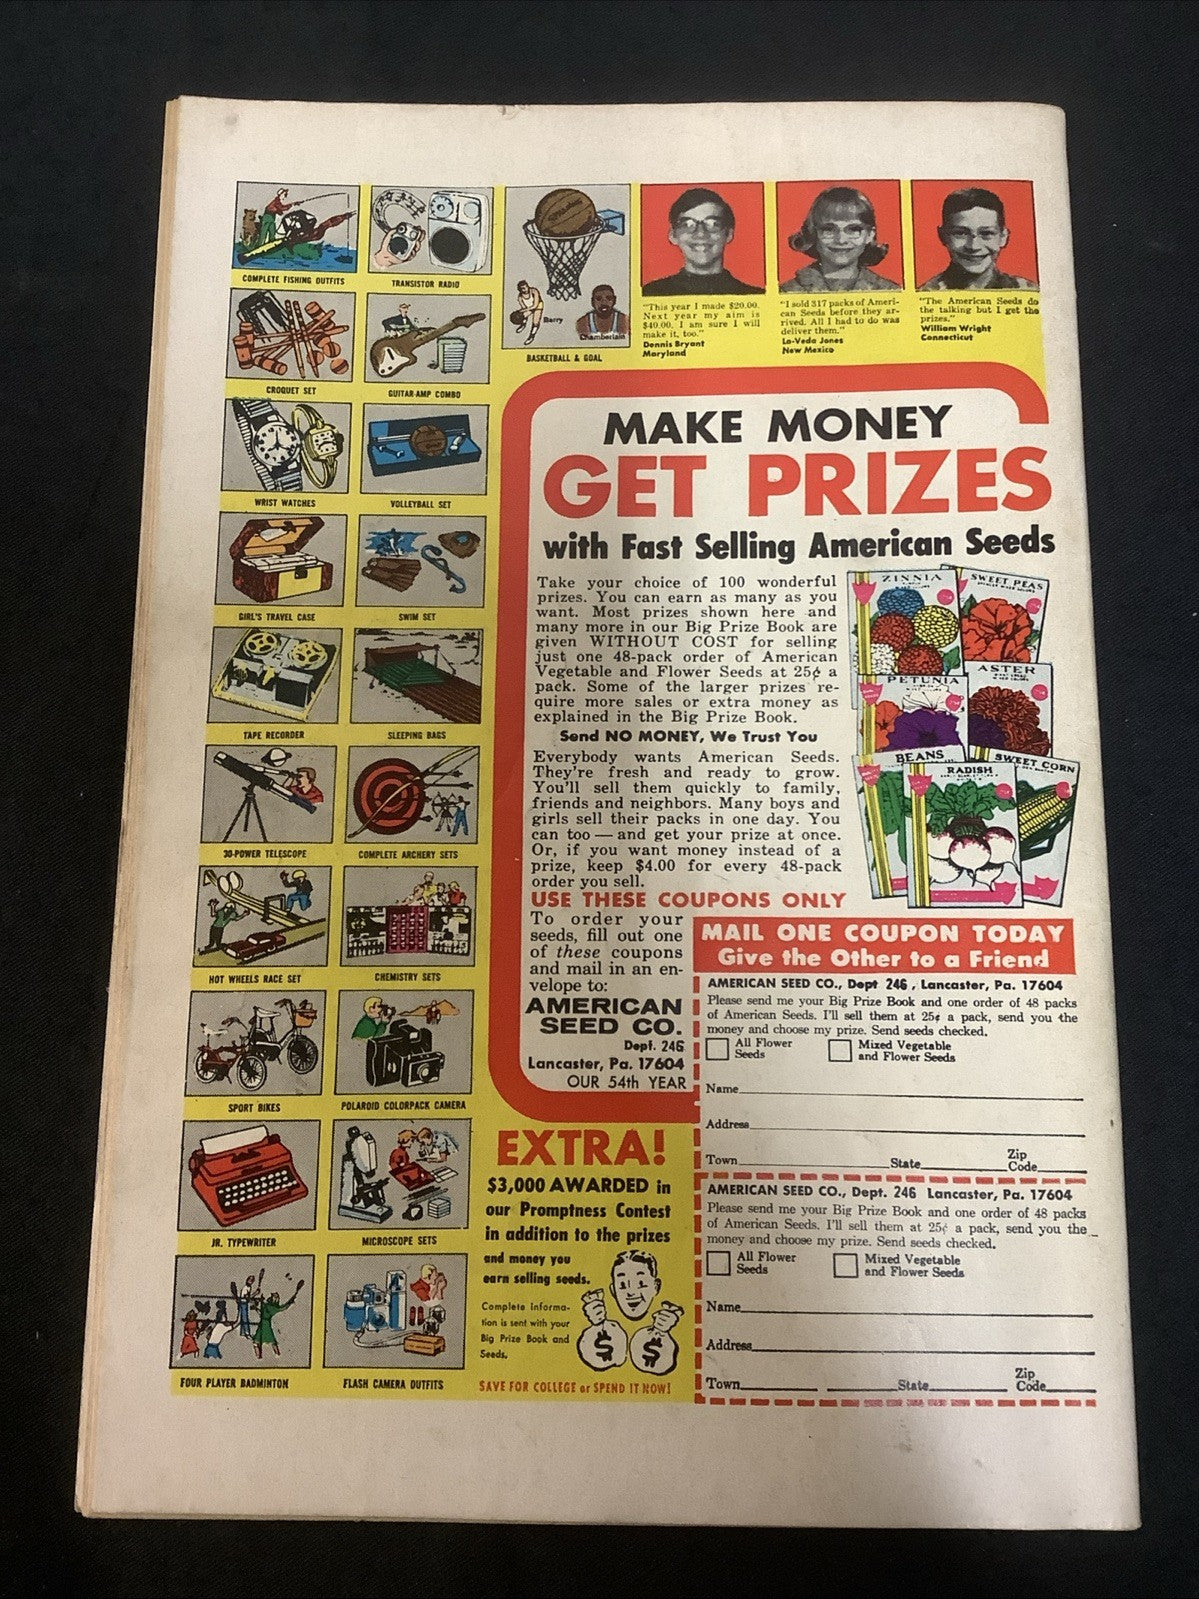 COMPLETE FISHING OUTFITS
TRANSISTOR RADIO
SPALDING
Barry
Chamberlain
BASKETBALL & GOAL
"This year I made $20.00.
Next year my aim is
$40.00. I am sure I will
make it, too."
Dennis Bryant
Maryland
"I sold 317 packs of Ameri-
can Seeds before they ar-
rived. All I had to do was
deliver them."
La-Veda Jones
New Mexico
"The American Seeds do
the talking but I get the
prizes."
William Wright
Connecticut
CROQUET SET
GUITAR-AMP COMBO
WRIST WATCHES
VOLLEYBALL SET
GIRL'S TRAVEL CASE
SWIM SET
TAPE RECORDER
SLEEPING BAGS
30-POWER TELESCOPE
COMPLETE ARCHERY SETS
HOT WHEELS RACE SET
CHEMISTRY SETS
SPORT BIKES
POLAROID COLORPACK CAMERA
JR. TYPEWRITER
MICROSCOPE SETS
FOUR PLAYER BADMINTON
FLASH CAMERA OUTFITS
MAKE MONEY
GET PRIZES
with Fast Selling American Seeds
Take your choice of 100 wonderful
prizes. You can earn as many as you
want. Most prizes shown here and
many more in our Big Prize Book are
given WITHOUT COST for selling
just one 48-pack order of American
Vegetable and Flower Seeds at 25¢ a
pack. Some of the larger prizes re-
quire more sales or extra money as
explained in the Big Prize Book.
Send NO MONEY, We Trust You
Everybody wants American Seeds.
They're fresh and ready to grow.
You'll sell them quickly to family,
friends and neighbors. Many boys and
girls sell their packs in one day. You
can too — and get your prize at once.
Or, if you want money instead of a
prize, keep $4.00 for every 48-pack
order you sell.
ZINNIA
SWEET PEAS
PETUNIA
ASTER
BEANS
RADISH
SWEET CORN
USE THESE COUPONS ONLY
To order your
seeds, fill out one
of these coupons
and mail in an en-
velope to:
AMERICAN
SEED CO.
Dept. 246
Lancaster, Pa. 17604
OUR 54th YEAR
MAIL ONE COUPON TODAY
Give the Other to a Friend
AMERICAN SEED CO., Dept 246 , Lancaster, Pa. 17604
Please send me your Big Prize Book and one order of 48 packs
of American Seeds. I'll sell them at 25¢ a pack, send you the
money and choose my prize. Send seeds checked.
All Flower
Seeds
Mixed Vegetable
and Flower Seeds
Name
Address
Town State Zip
Code
AMERICAN SEED CO., Dept. 246 Lancaster, Pa. 17604
Please send me your Big Prize Book and one order of 48 packs
of American Seeds. I'll sell them at 25¢ a pack, send you the
money and choose my prize. Send seeds checked.
All Flower
Seeds
Mixed Vegetable
and Flower Seeds
Name
Address
Town State Zip
Code
EXTRA!
$3,000 AWARDED in
our Promptness Contest
in addition to the prizes
and money you
earn selling seeds.
Complete informa-
tion is sent with your
Big Prize Book and
Seeds.
$ $
SAVE FOR COLLEGE or SPEND IT NOW!